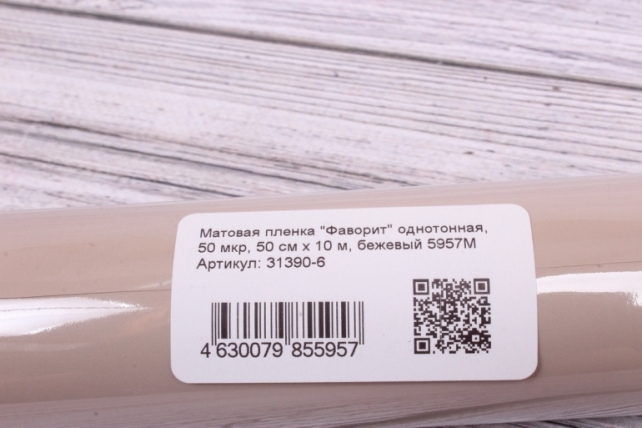 Матовая пленка "Фаворит" однотонная,
50 мкр, 50 см х 10 м, бежевый 5957М
Артикул: 31390-6
4 630079 855957